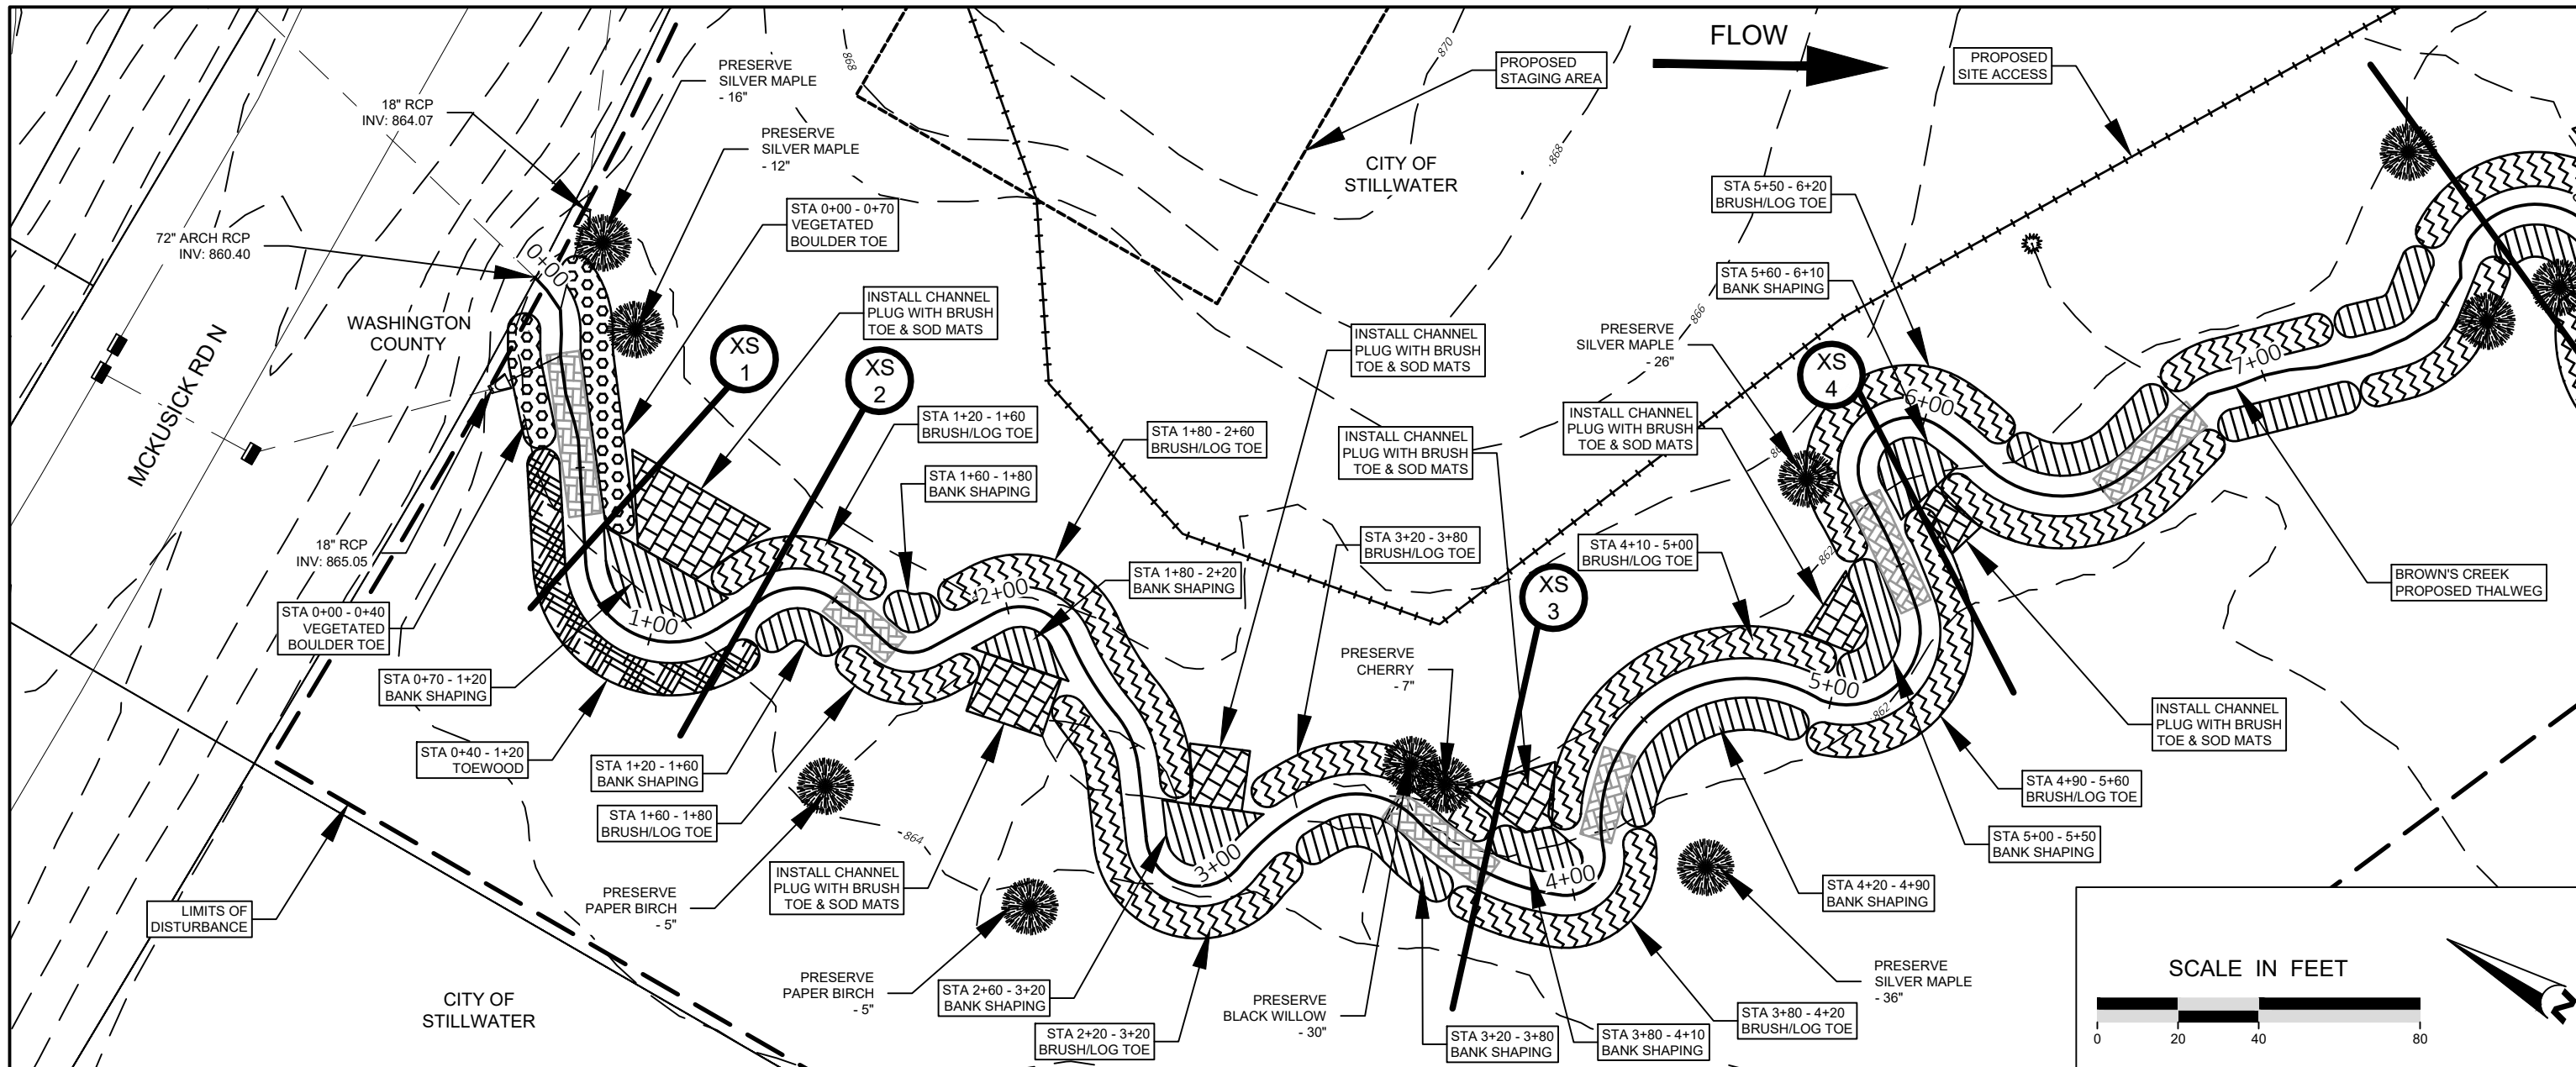 FLOW
PRESERVE
SILVER MAPLE
- 16"
18" RCP
INV: 864.07
PRESERVE
SILVER MAPLE
- 12"
868
870
PROPOSED
STAGING AREA
PROPOSED
SITE ACCESS
CITY OF
STILLWATER
868
STA 0+00 - 0+70
VEGETATED
BOULDER TOE
STA 5+50 - 6+20
BRUSH/LOG TOE
72" ARCH RCP
INV: 860.40
0+00
STA 5+60 - 6+10
BANK SHAPING
WASHINGTON
COUNTY
MCKUSICK RD N
INSTALL CHANNEL
PLUG WITH BRUSH
TOE & SOD MATS
INSTALL CHANNEL
PLUG WITH BRUSH
TOE & SOD MATS
PRESERVE
SILVER MAPLE
- 26"
866
XS
1
XS
2
XS
4
7+00
6+00
STA 1+20 - 1+60
BRUSH/LOG TOE
STA 1+80 - 2+60
BRUSH/LOG TOE
INSTALL CHANNEL
PLUG WITH BRUSH
TOE & SOD MATS
INSTALL CHANNEL
PLUG WITH BRUSH
TOE & SOD MATS
STA 1+60 - 1+80
BANK SHAPING
18" RCP
INV: 865.05
STA 3+20 - 3+80
BRUSH/LOG TOE
STA 4+10 - 5+00
BRUSH/LOG TOE
862
STA 1+80 - 2+20
BANK SHAPING
2+00
XS
3
BROWN'S CREEK
PROPOSED THALWEG
STA 0+00 - 0+40
VEGETATED
BOULDER TOE
1+00
STA 0+70 - 1+20
BANK SHAPING
PRESERVE
CHERRY
- 7"
5+00
862
INSTALL CHANNEL
PLUG WITH BRUSH
TOE & SOD MATS
STA 0+40 - 1+20
TOEWOOD
STA 1+20 - 1+60
BANK SHAPING
STA 4+90 - 5+60
BRUSH/LOG TOE
STA 1+60 - 1+80
BRUSH/LOG TOE
864
STA 5+00 - 5+50
BANK SHAPING
3+00
4+00
INSTALL CHANNEL
PLUG WITH BRUSH
TOE & SOD MATS
PRESERVE
PAPER BIRCH
- 5"
STA 4+20 - 4+90
BANK SHAPING
LIMITS OF
DISTURBANCE
PRESERVE
PAPER BIRCH
- 5"
STA 2+60 - 3+20
BANK SHAPING
PRESERVE
SILVER MAPLE
- 36"
CITY OF
STILLWATER
PRESERVE
BLACK WILLOW
- 30"
STA 3+80 - 4+20
BRUSH/LOG TOE
STA 2+20 - 3+20
BRUSH/LOG TOE
STA 3+20 - 3+80
BANK SHAPING
STA 3+80 - 4+10
BANK SHAPING
SCALE IN FEET
0 20 40 80